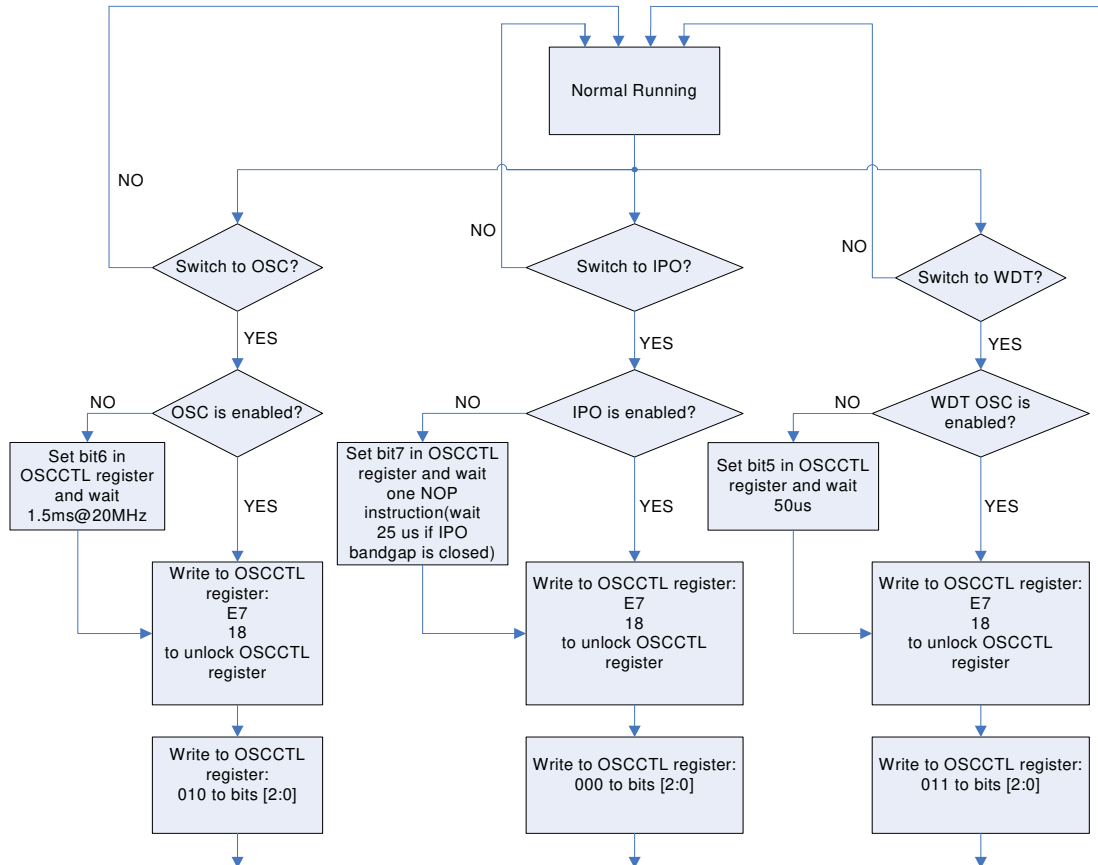 Normal Running
NO
NO
NO
Switch to OSC?
Switch to IPO?
Switch to WDT?
YES
YES
YES
NO
OSC is enabled?
NO
IPO is enabled?
NO
WDT OSC is
enabled?
Set bit6 in
OSCCTL register
and wait
1.5ms@20MHz
Set bit7 in OSCCTL
register and wait
one NOP
instruction(wait
25 us if IPO
bandgap is closed)
Set bit5 in OSCCTL
register and wait
50us
YES
YES
YES
Write to OSCCTL
register:
E7
18
to unlock OSCCTL
register
Write to OSCCTL register:
E7
18
to unlock OSCCTL
register
Write to OSCCTL register:
E7
18
to unlock OSCCTL
register
Write to OSCCTL
register:
010 to bits [2:0]
Write to OSCCTL register:
000 to bits [2:0]
Write to OSCCTL register:
011 to bits [2:0]